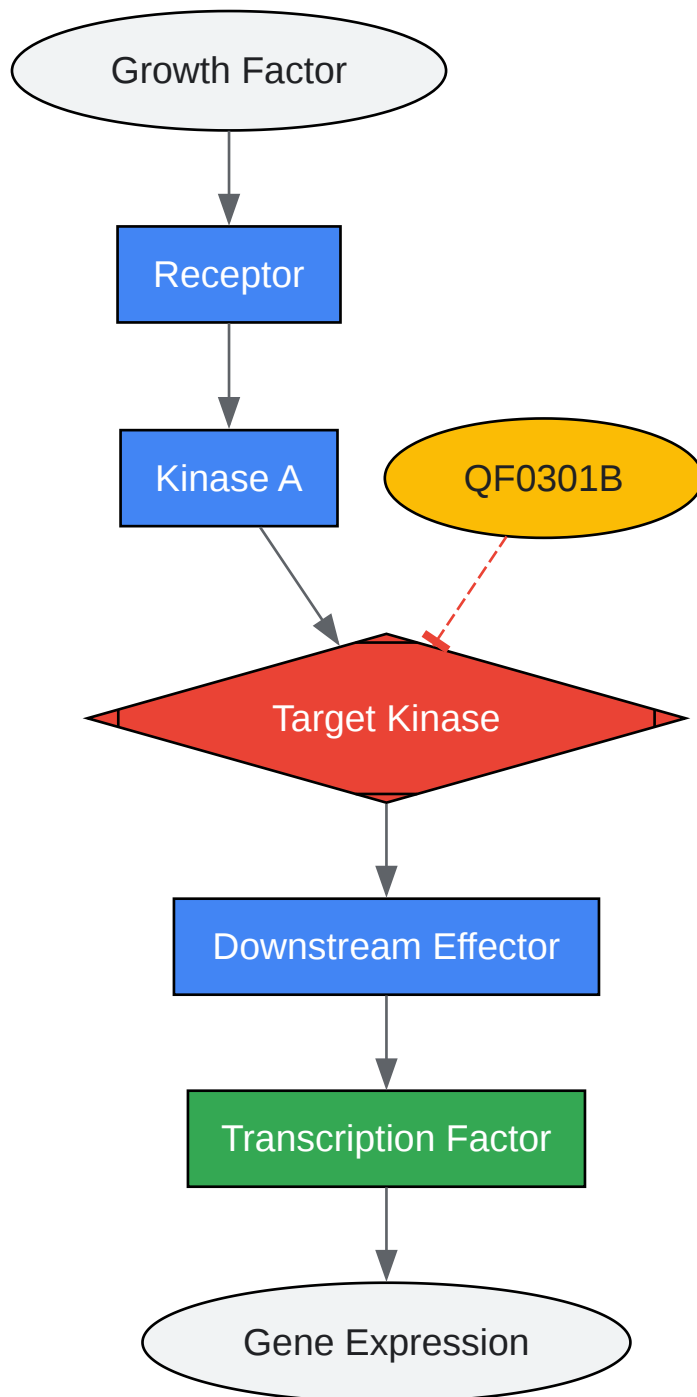 Growth Factor
Receptor
Kinase A
QF0301B
Target Kinase
Downstream Effector
Transcription Factor
Gene Expression